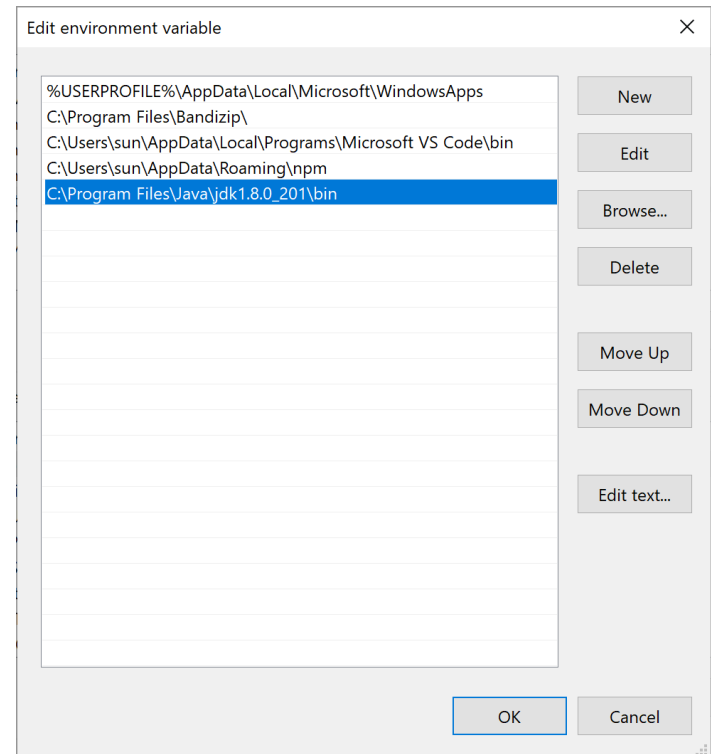 Edit environment variable
%USERPROFILE%\AppData\Local\Microsoft\WindowsApps
New
C:\Program Files\Bandizip\
C:\Users\sun\AppData\Local\Programs\Microsoft VS Code\bin
Edit
C:\Users\sun\AppData\Roaming\npm
C:\Program Files\Java\jdk1.8.0_201\bin
Browse...
Delete
Move Up
Move Down
Edit text...
OK
Cancel